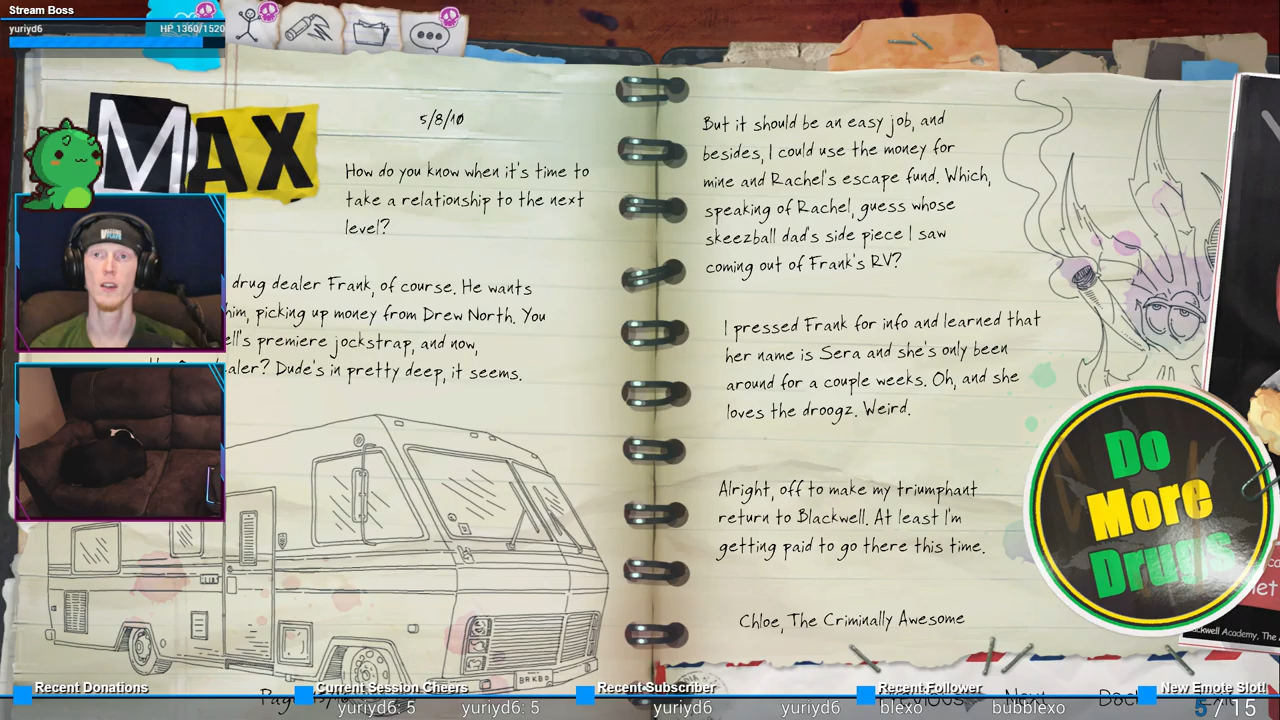 Stream Boss
yuriyd6
HP 1360/1520
MAX
5/8/10
How do you know when it's time to
take a relationship to the next
level?
drug dealer Frank, of course. He wants
him, picking up money from Drew North. You
ell's premiere jockstrap, and now,
ealer? Dude's in pretty deep, it seems.
BRKBD
But it should be an easy job, and
besides, I could use the money for
mine and Rachel's escape fund. Which,
speaking of Rachel, guess whose
skeezball dad's side piece I saw
coming out of Frank's RV?
I pressed Frank for info and learned that
her name is Sera and she's only been
around for a couple weeks. Oh, and she
loves the droogz. Weird.
Alright, off to make my triumphant
return to Blackwell. At least I'm
getting paid to go there this time.
Chloe, The Criminally Awesome
Do
More
Drugs
Blackwell Academy, The
Recent Donations
Current Session Cheers
Recent Subscriber
Recent Follower
New Emote Slot!
yuriyd6: 5
yuriyd6: 5
yuriyd6
yuriyd6
blexo
bubblexo
5 / 15